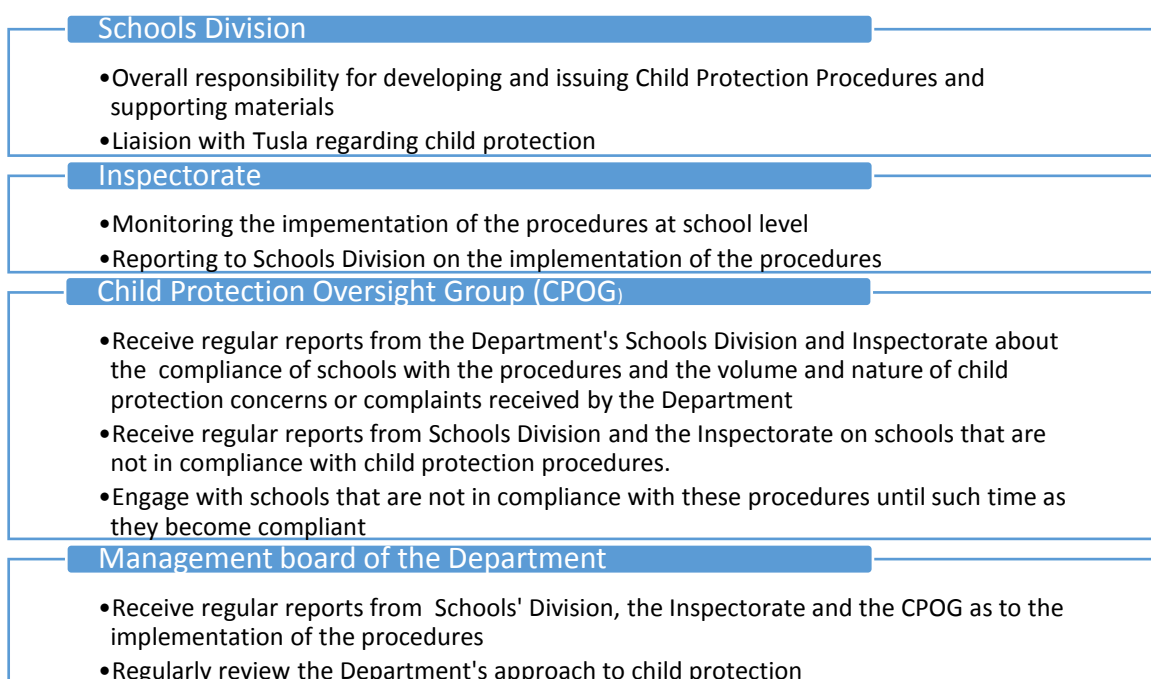 Schools Division
•Overall responsibility for developing and issuing Child Protection Procedures and
supporting materials
•Liaision with Tusla regarding child protection
Inspectorate
•Monitoring the impementation of the procedures at school level
•Reporting to Schools Division on the implementation of the procedures
Child Protection Oversight Group (CPOG)
•Receive regular reports from the Department's Schools Division and Inspectorate about
the compliance of schools with the procedures and the volume and nature of child
protection concerns or complaints received by the Department
•Receive regular reports from Schools Division and the Inspectorate on schools that are
not in compliance with child protection procedures.
•Engage with schools that are not in compliance with these procedures until such time as
they become compliant
Management board of the Department
•Receive regular reports from Schools' Division, the Inspectorate and the CPOG as to the
implementation of the procedures
•Regularly review the Department's approach to child protection